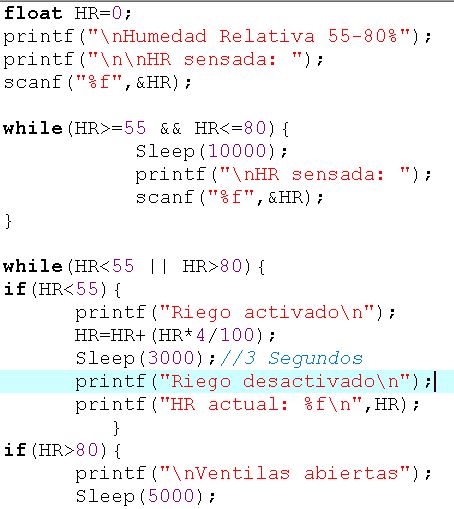 float HR=0;
printf("\nHumedad Relativa 55-80%");
printf("\n\nHR sensada: ");
scanf("%f",&HR);

while(HR>=55 && HR<=80){
            Sleep(10000);
            printf("\nHR sensada: ");
            scanf("%f",&HR);
}

while(HR<55 || HR>80){
if(HR<55){
      printf("Riego activado\n");
      HR=HR+(HR*4/100);
      Sleep(3000);//3 Segundos
      printf("Riego desactivado\n");
      printf("HR actual: %f\n",HR);
         }
if(HR>80){
      printf("\nVentilas abiertas");
      Sleep(5000);